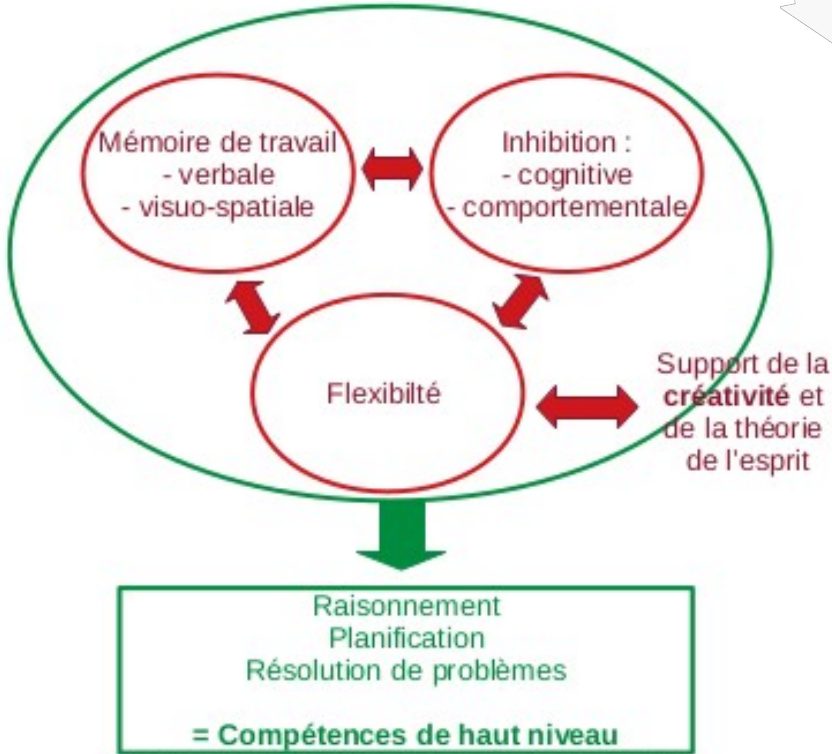 Mémoire de travail
- verbale
- visuo-spatiale
Inhibition :
- cognitive
- comportementale
Flexibilté
Support de la
créativité et
de la théorie
de l'esprit
Raisonnement
Planification
Résolution de problèmes
= Compétences de haut niveau